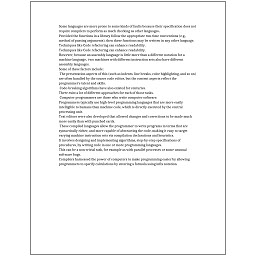 Some languages are more prone to some kinds of faults because their specification does not
require compilers to perform as much checking as other languages.
Provided the functions in a library follow the appropriate run-time conventions (e.g.,
method of passing arguments), then these functions may be written in any other language.
Techniques like Code refactoring can enhance readability.
Techniques like Code refactoring can enhance readability.
However, because an assembly language is little more than a different notation for a
machine language, two machines with different instruction sets also have different
assembly languages.
Some of these factors include:
The presentation aspects of this (such as indents, line breaks, color highlighting, and so on)
are often handled by the source code editor, but the content aspects reflect the
programmer's talent and skills.
Code-breaking algorithms have also existed for centuries.
There exist a lot of different approaches for each of those tasks.
Computer programmers are those who write computer software.
Programmers typically use high-level programming languages that are more easily
intelligible to humans than machine code, which is directly executed by the central
processing unit.
Text editors were also developed that allowed changes and corrections to be made much
more easily than with punched cards.
These compiled languages allow the programmer to write programs in terms that are
syntactically richer, and more capable of abstracting the code, making it easy to target
varying machine instruction sets via compilation declarations and heuristics.
It involves designing and implementing algorithms, step-by-step specifications of
procedures, by writing code in one or more programming languages.
This can be a non-trivial task, for example as with parallel processes or some unusual
software bugs.
Compilers harnessed the power of computers to make programming easier by allowing
programmers to specify calculations by entering a formula using infix notation.